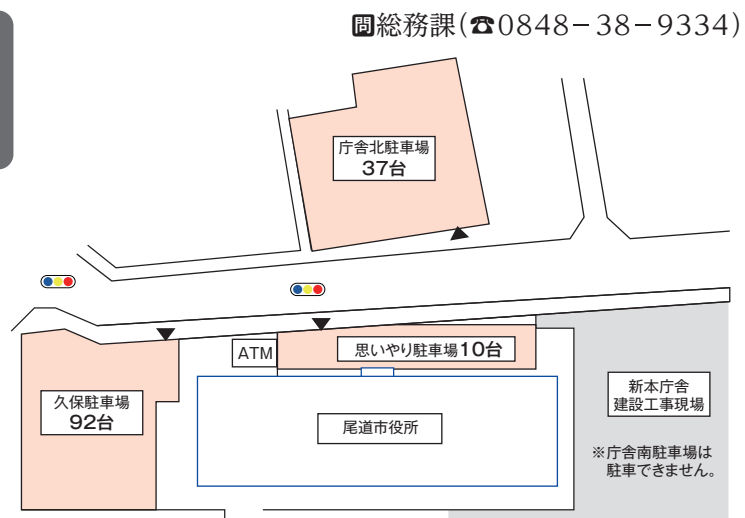 問総務課(☎0848-38-9334)
庁舎北駐車場
37台
ATM
思いやり駐車場10台
久保駐車場
92台
尾道市役所
新本庁舎
建設工事現場
※庁舎南駐車場は
駐車できません。